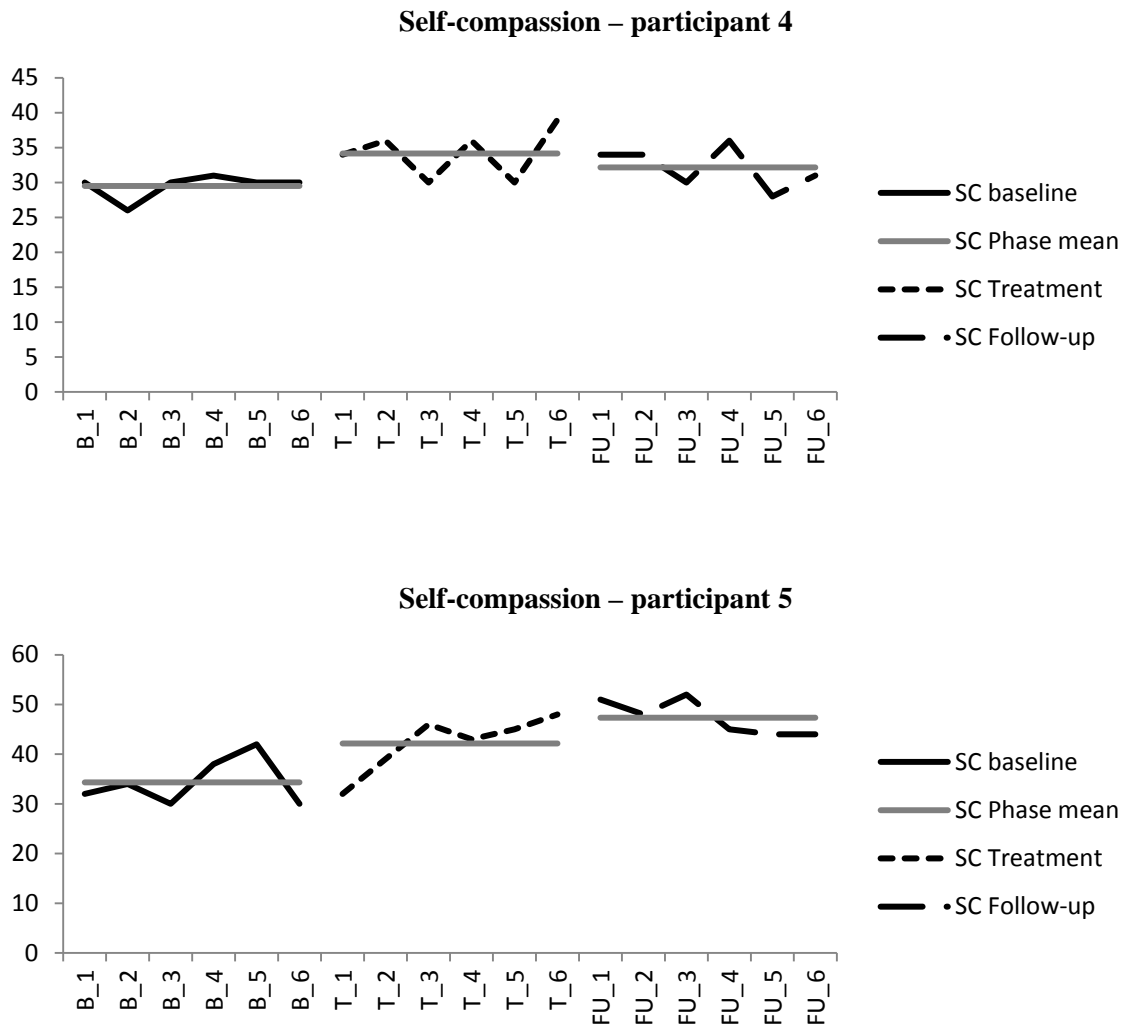 Self-compassion – participant 4
45
40
35
30
25
20
15
10
5
0
B_1
B_2
B_3
B_4
B_5
B_6
T_1
T_2
T_3
T_4
T_5
T_6
FU_1
FU_2
FU_3
FU_4
FU_5
FU_6
SC baseline
SC Phase mean
SC Treatment
SC Follow-up
Self-compassion – participant 5
60
50
40
30
20
10
0
B_1
B_2
B_3
B_4
B_5
B_6
T_1
T_2
T_3
T_4
T_5
T_6
FU_1
FU_2
FU_3
FU_4
FU_5
FU_6
SC baseline
SC Phase mean
SC Treatment
SC Follow-up